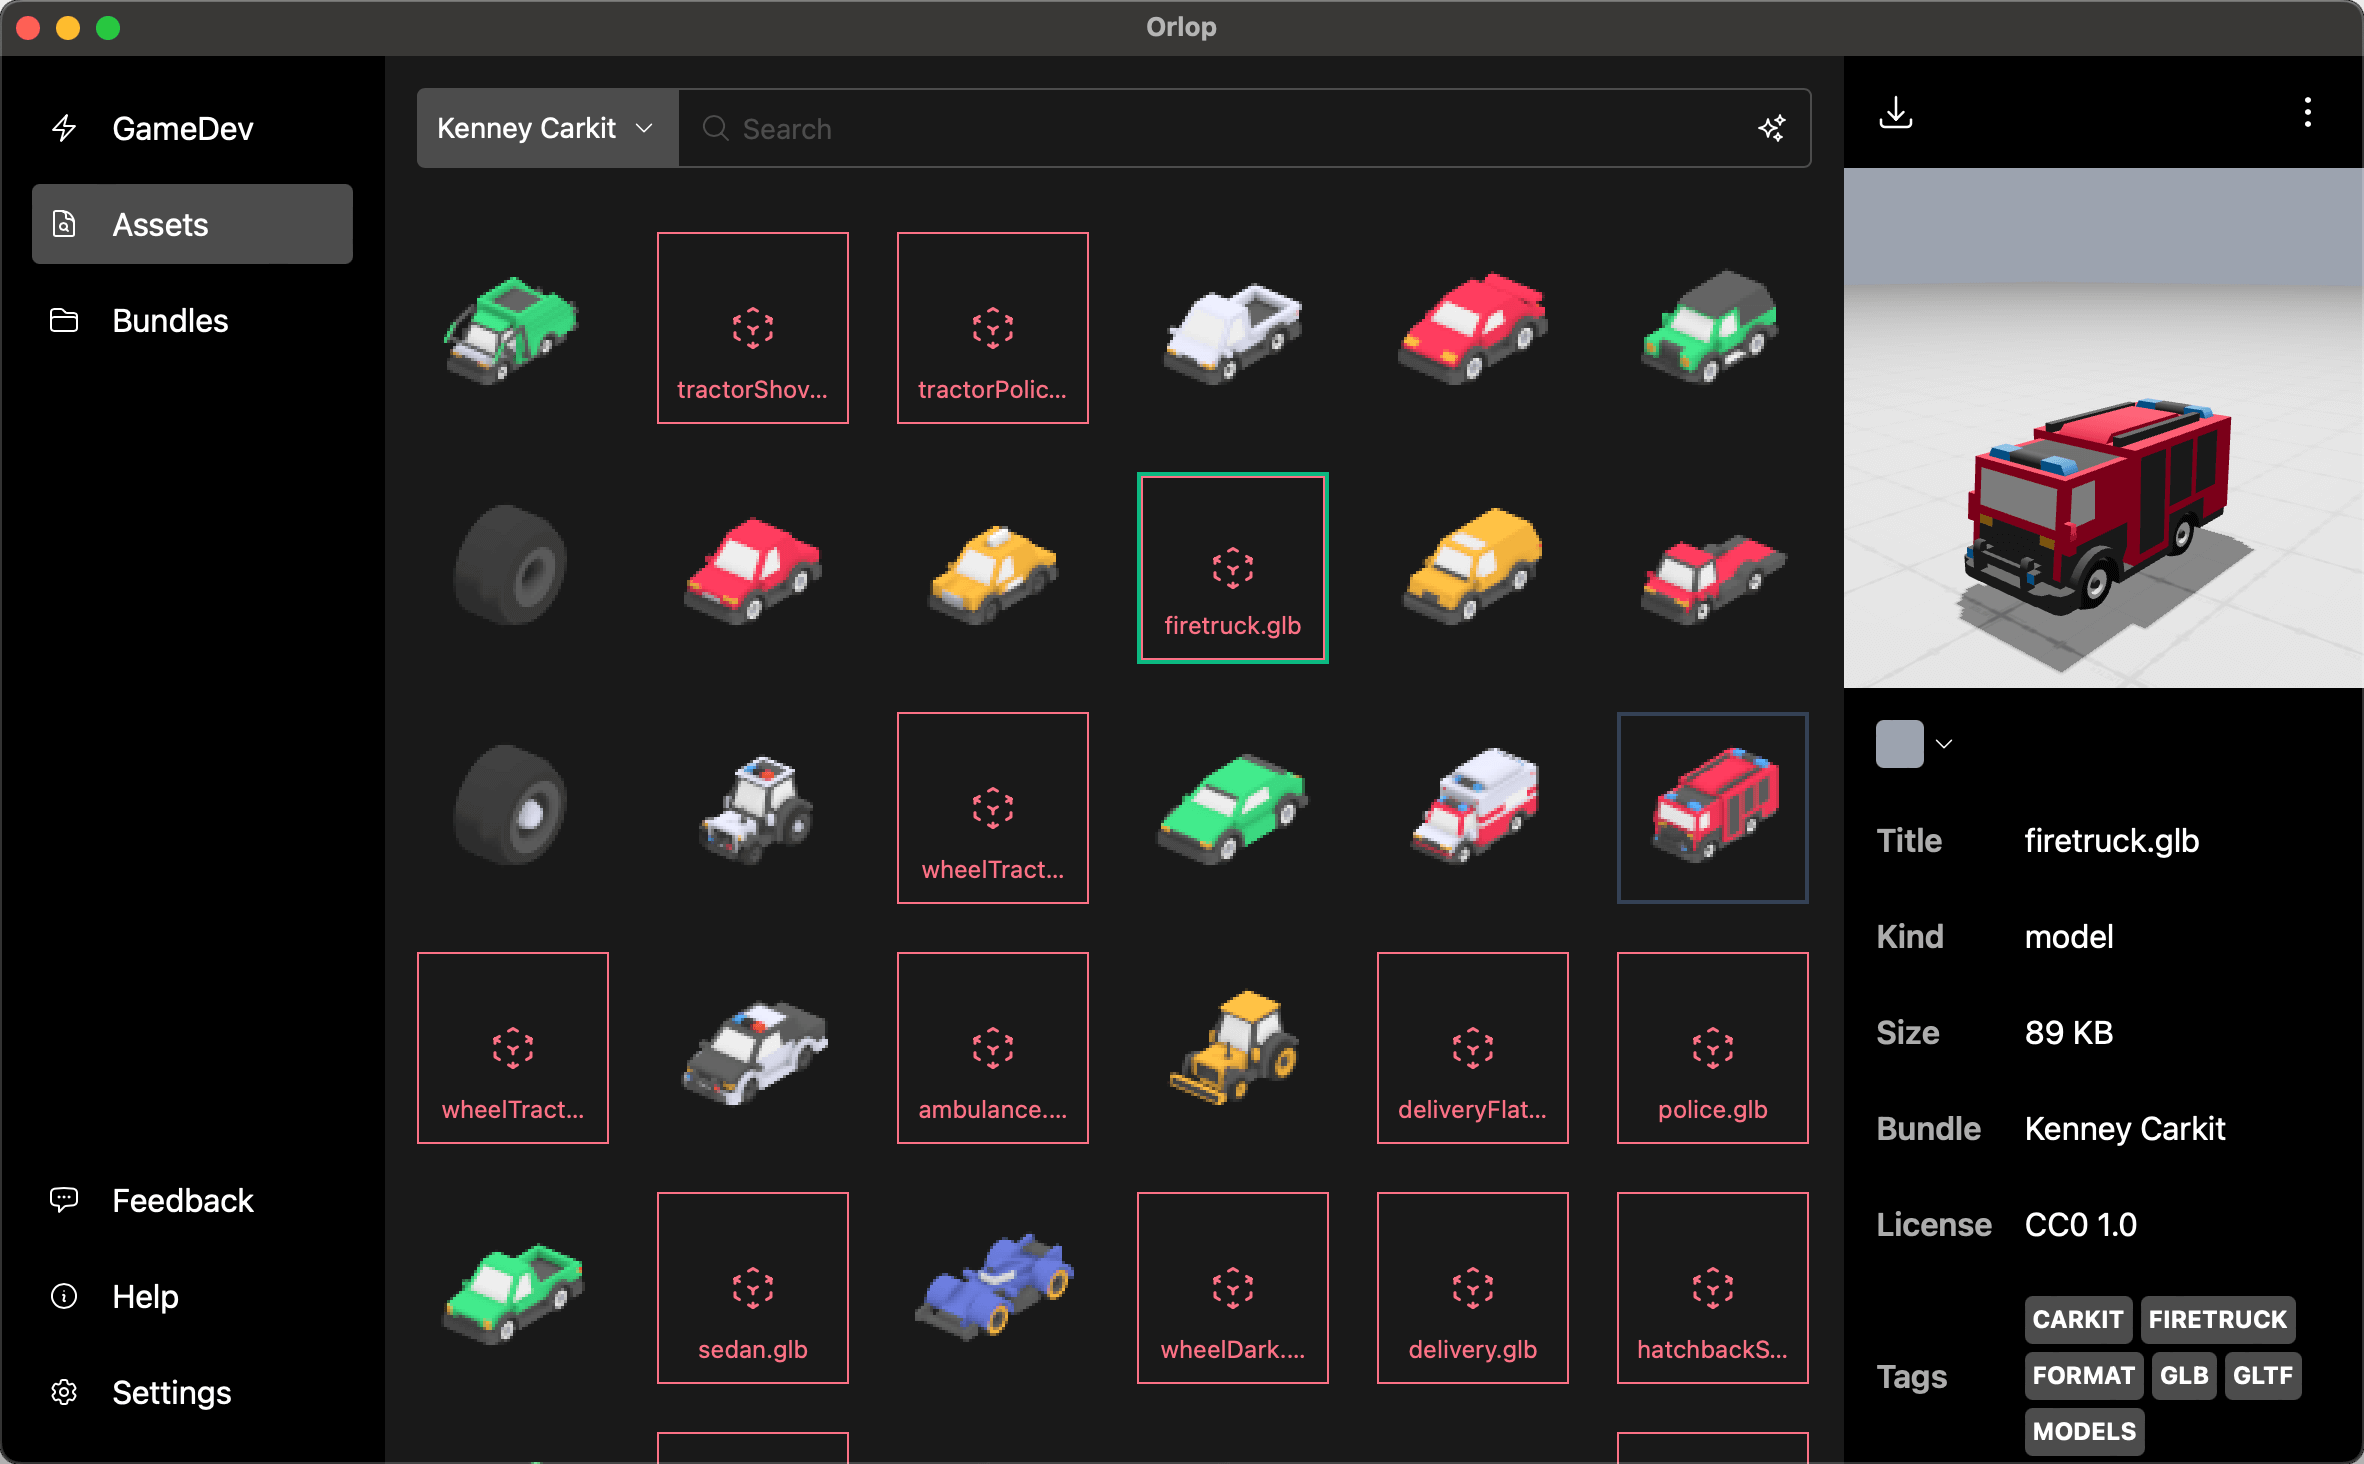 Orlop
GameDev
Assets
Bundles
Feedback
Help
Settings
Kenney Carkit
Search
tractorShov...
tractorPolic...
firetruck.glb
wheelTract...
wheelTract...
ambulance....
deliveryFlat...
police.glb
sedan.glb
wheelDark....
delivery.glb
hatchbackS...
Title firetruck.glb
Kind model
Size 89 KB
Bundle Kenney Carkit
License CC0 1.0
Tags
CARKIT FIRETRUCK
FORMAT GLB GLTF
MODELS